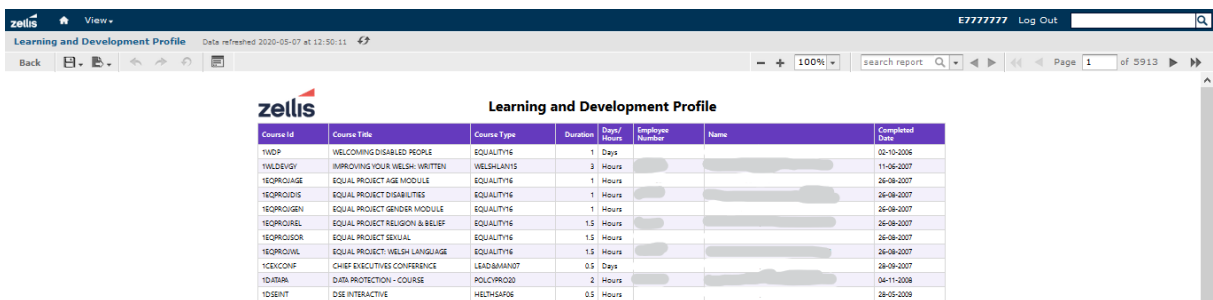 zellis View E7777777 Log Out
Learning and Development Profile Data refreshed 2020-05-07 at 12:50:11
Back 100% search report Page 1 of 5913
zellis Learning and Development Profile
Course Id Course Title Course Type Duration Days/ Hours Employee Number Name Completed Date
1WDP WELCOMING DISABLED PEOPLE EQUALITY16 1 Days 02-10-2006
1WLDEVGY IMPROVING YOUR WELSH: WRITTEN WELSHLAN15 3 Hours 11-06-2007
1EQPROJAGE EQUAL PROJECT AGE MODULE EQUALITY16 1 Hours 26-08-2007
1EQPROJDIS EQUAL PROJECT DISABILITIES EQUALITY16 1 Hours 26-08-2007
1EQPROJGEN EQUAL PROJECT GENDER MODULE EQUALITY16 1 Hours 26-08-2007
1EQPROJREL EQUAL PROJECT RELIGION & BELIEF EQUALITY16 1.5 Hours 26-08-2007
1EQPROJSOR EQUAL PROJECT SEXUAL EQUALITY16 1.5 Hours 26-08-2007
1EQPROJWL EQUAL PROJECT: WELSH LANGUAGE EQUALITY16 1.5 Hours 26-08-2007
1CEXCONF CHIEF EXECUTIVES CONFERENCE LEAD&MAN07 0.5 Days 28-09-2007
1DATAPA DATA PROTECTION - COURSE POLCYPRO20 2 Hours 04-11-2008
1DSEINT DSE INTERACTIVE HELTHSAF06 0.5 Hours 28-05-2009